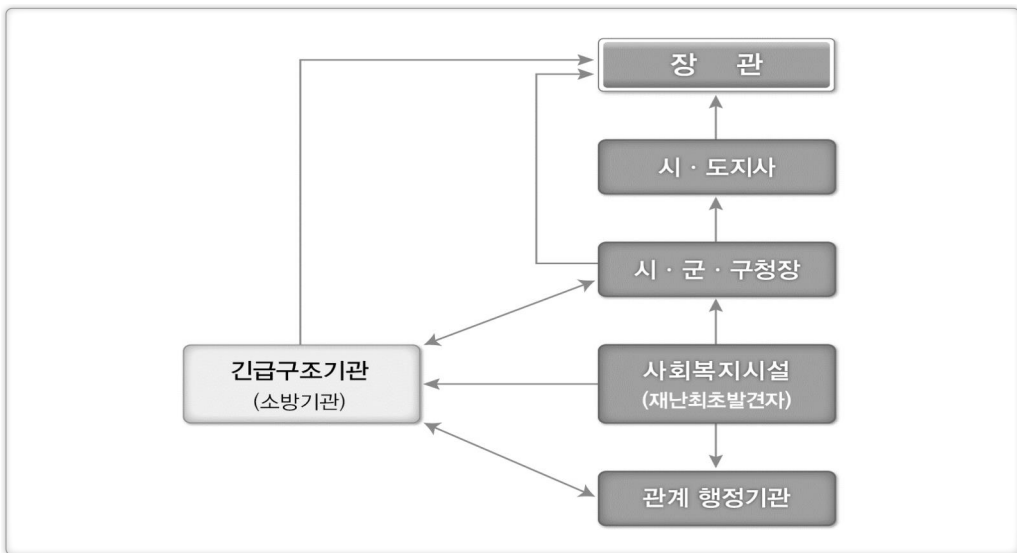 장 관
시 · 도지사
시 · 군 · 구청장
긴급구조기관
(소방기관)
사회복지시설
(재난최초발견자)
관계 행정기관